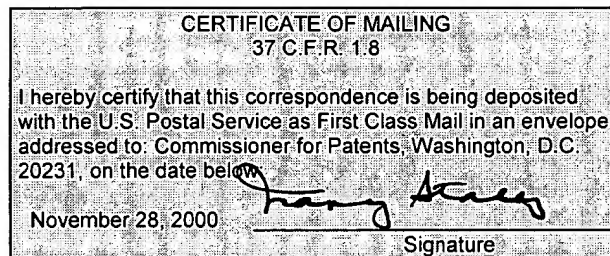 CERTIFICATE OF MAILING
37 C.F.R. 1.8
I hereby certify that this correspondence is being deposited
with the U.S. Postal Service as First Class Mail in an envelope
addressed to: Commissioner for Patents, Washington, D.C.
20231, on the date below
November 28, 2000
Signature